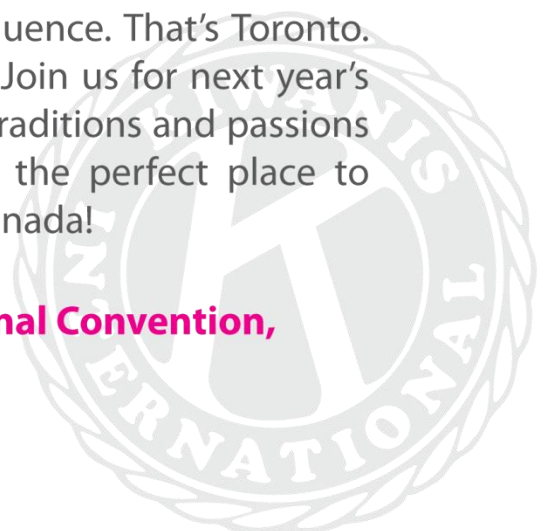 uence. That’s Toronto.
Join us for next year’s
raditions and passions
the perfect place to
nada!
nal Convention,
KIWANIS
INTERNATIONAL
K